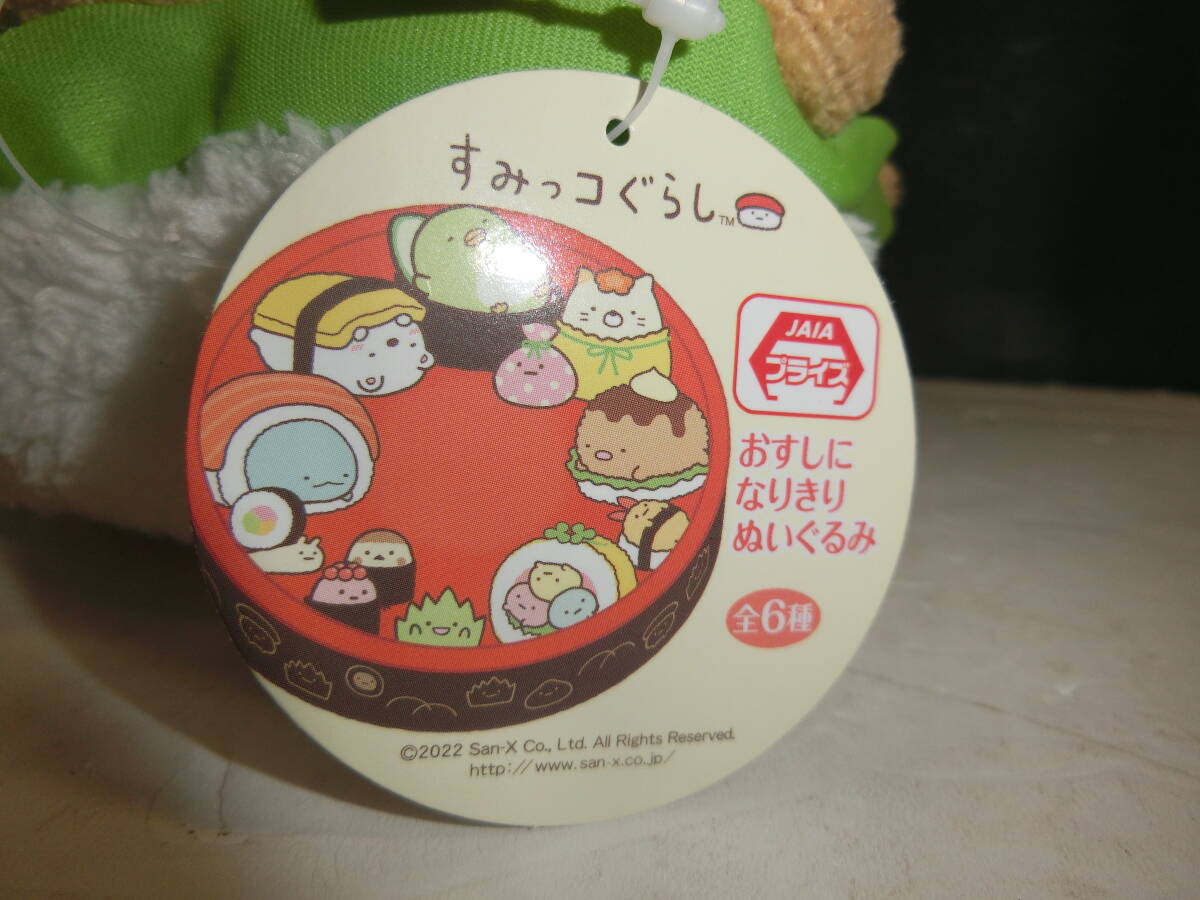 すみっコぐらし™
JAIA
プライズ
おすしに
なりきり
ぬいぐるみ
全6種
©2022 San-X Co., Ltd. All Rights Reserved.
http://www.san-x.co.jp/